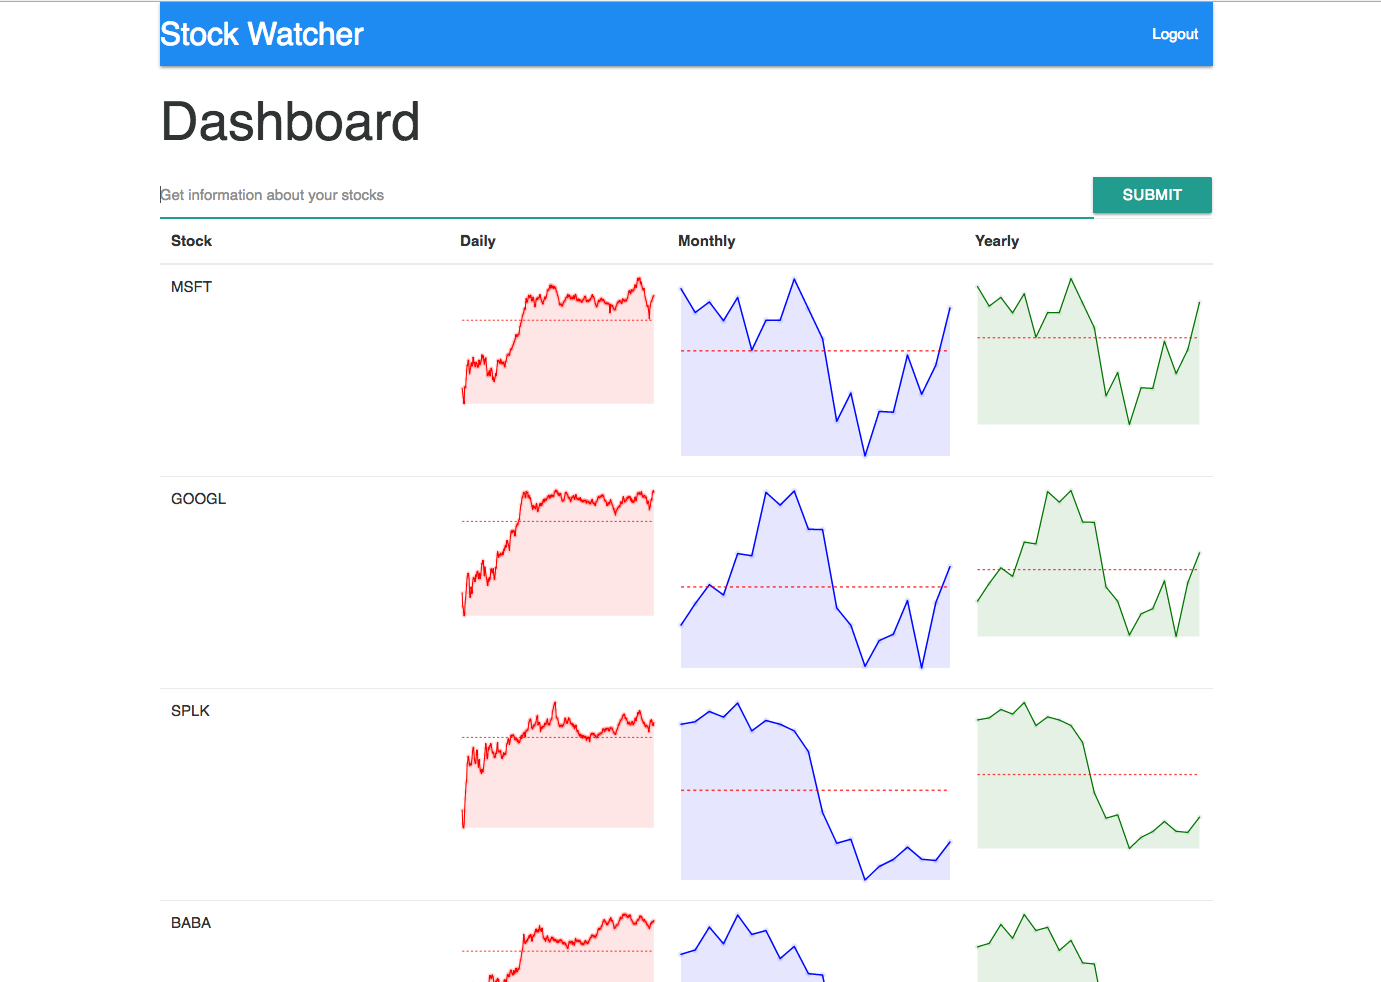 Stock Watcher
Logout
Dashboard
Get information about your stocks
SUBMIT
Stock Daily Monthly Yearly
MSFT
GOOGL
SPLK
BABA